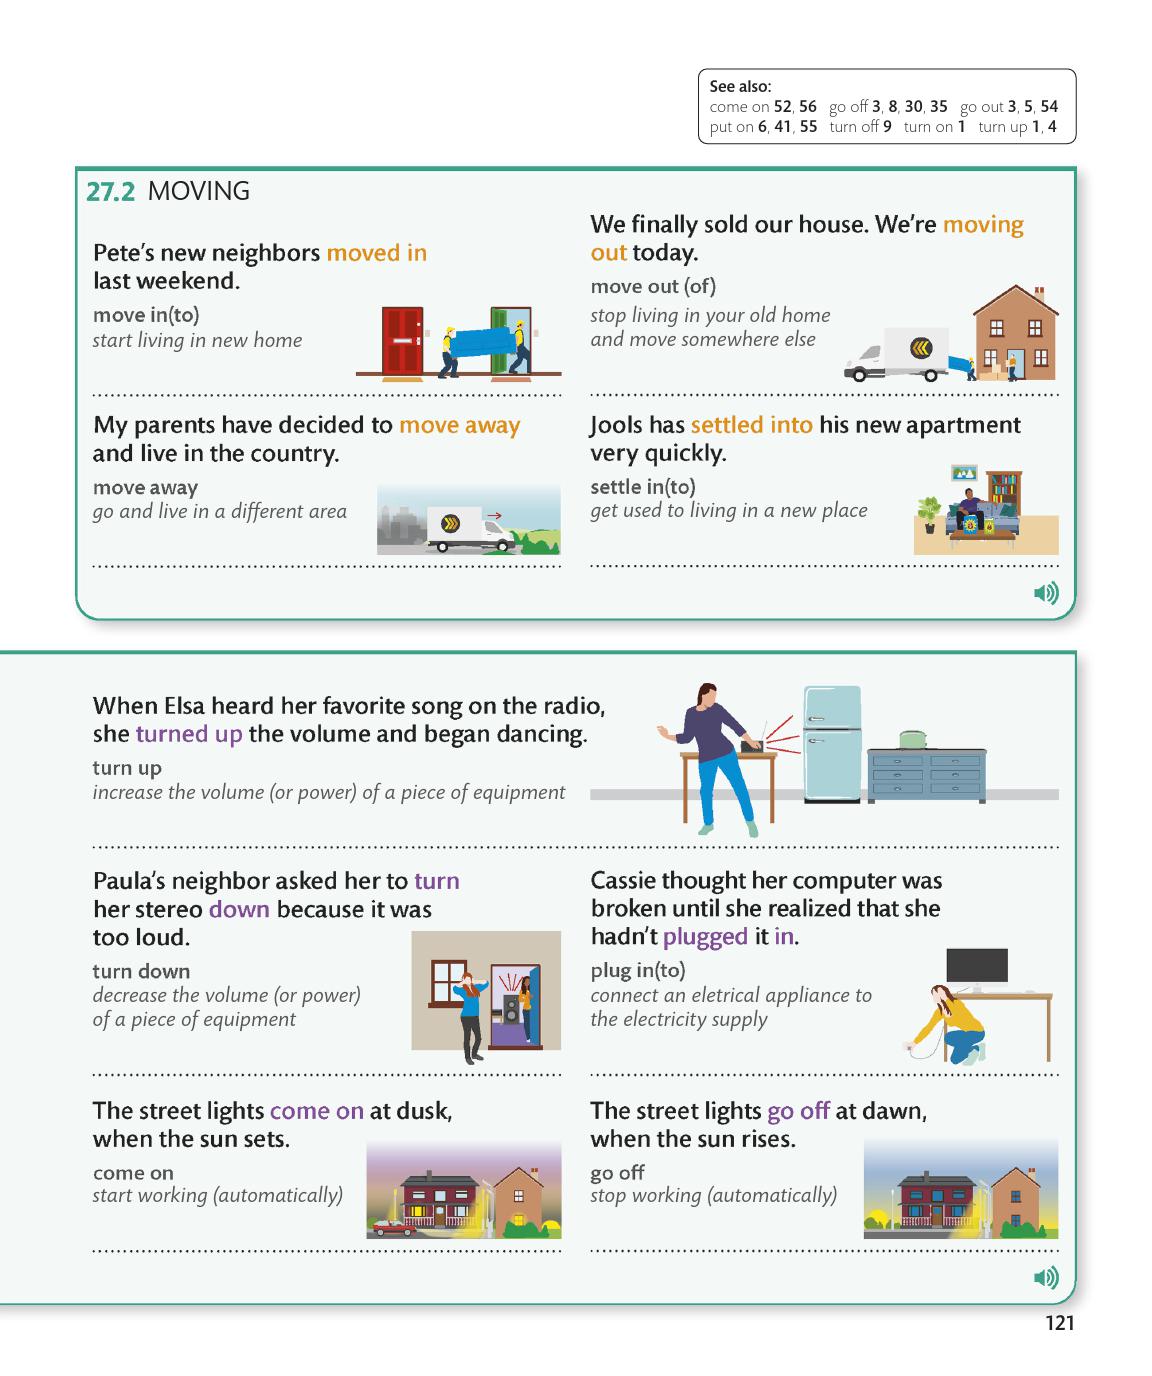 See also:
come on 52, 56 go off 3, 8, 30, 35 go out 3, 5, 54
put on 6, 41, 55 turn off 9 turn on 1 turn up 1, 4
27.2 MOVING
Pete's new neighbors moved in
last weekend.
move in(to)
start living in new home
We finally sold our house. We're moving
out today.
move out (of)
stop living in your old home
and move somewhere else
My parents have decided to move away
and live in the country.
move away
go and live in a different area
Jools has settled into his new apartment
very quickly.
settle in(to)
get used to living in a new place
When Elsa heard her favorite song on the radio,
she turned up the volume and began dancing.
turn up
increase the volume (or power) of a piece of equipment
Paula's neighbor asked her to turn
her stereo down because it was
too loud.
turn down
decrease the volume (or power)
of a piece of equipment
Cassie thought her computer was
broken until she realized that she
hadn't plugged it in.
plug in(to)
connect an eletrical appliance to
the electricity supply
The street lights come on at dusk,
when the sun sets.
come on
start working (automatically)
The street lights go off at dawn,
when the sun rises.
go off
stop working (automatically)
121